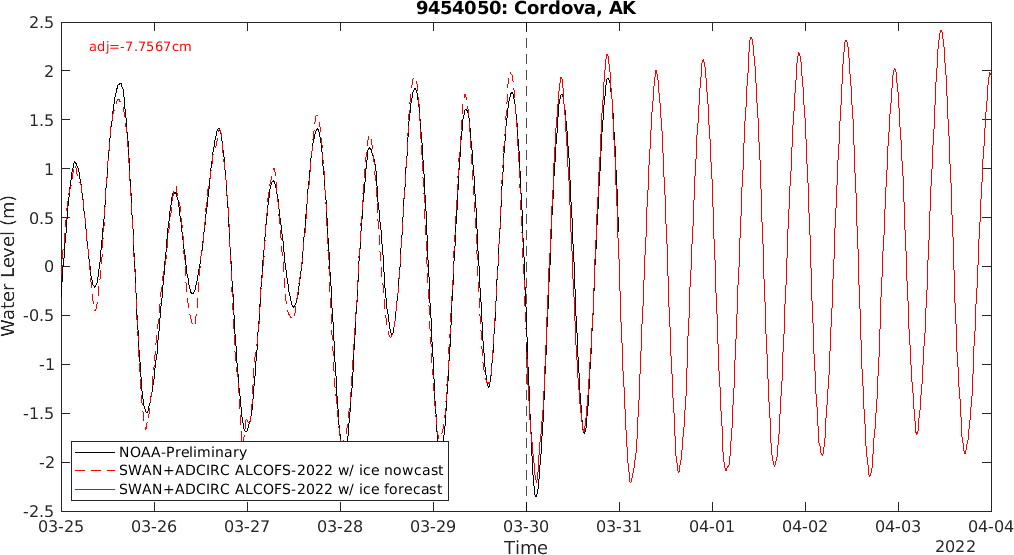 9454050: Cordova, AK
adj=-7.7567cm
2.5
2
1.5
1
0.5
0
-0.5
-1
-1.5
-2
-2.5
Water Level (m)
NOAA-Preliminary
SWAN+ADCIRC ALCOFS-2022 w/ ice nowcast
SWAN+ADCIRC ALCOFS-2022 w/ ice forecast
03-25 03-26 03-27 03-28 03-29 03-30 03-31 04-01 04-02 04-03 04-04
Time
2022